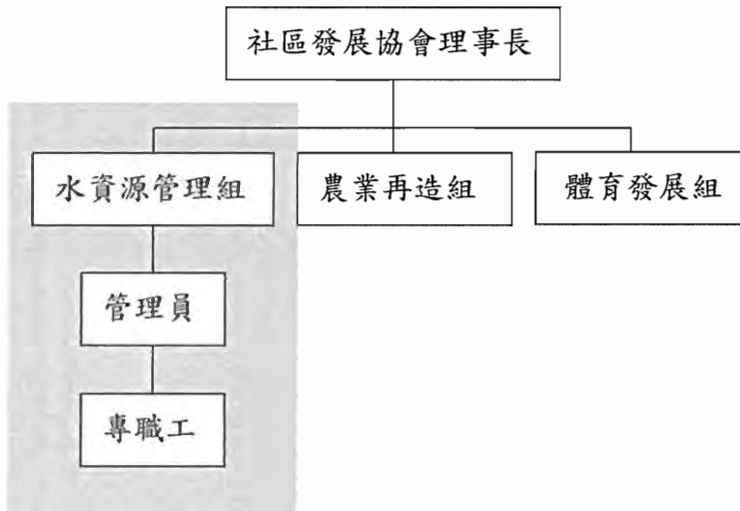 社區發展協會理事長
水資源管理組
農業再造組
體育發展組
管理員
專職工